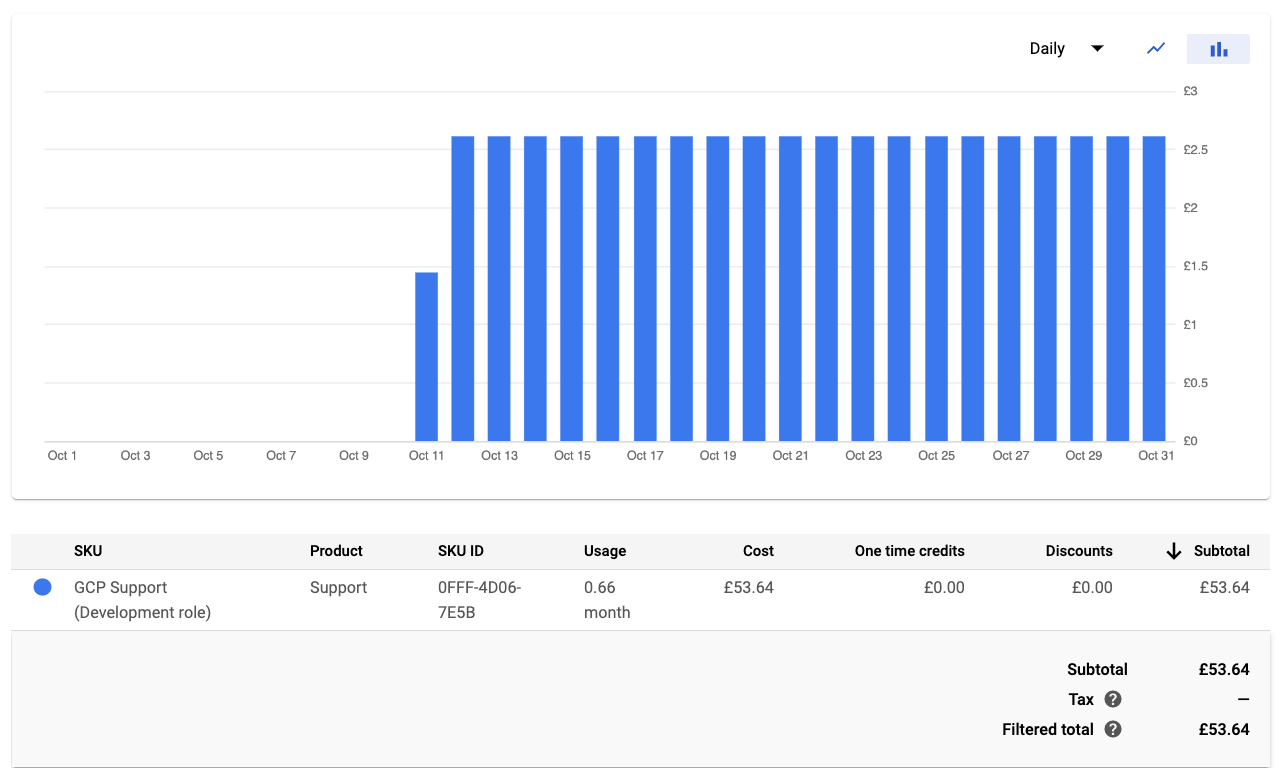 Daily
£3
£2.5
£2
£1.5
£1
£0.5
£0
Oct 1 Oct 3 Oct 5 Oct 7 Oct 9 Oct 11 Oct 13 Oct 15 Oct 17 Oct 19 Oct 21 Oct 23 Oct 25 Oct 27 Oct 29 Oct 31
SKU Product SKU ID Usage Cost One time credits Discounts Subtotal
GCP Support Support 0FFF-4D06- 0.66 £53.64 £0.00 £0.00 £53.64
(Development role) 7E5B month
Subtotal £53.64
Tax ? —
Filtered total ? £53.64